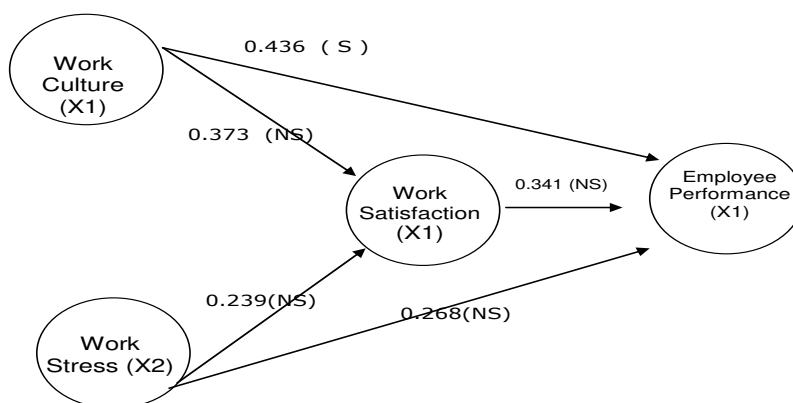 0.436 ( S )
Work
Culture
(X1)
0.373 (NS)
Employee
Performance
(X1)
0.341 (NS)
Work
Satisfaction
(X1)
0.239(NS)
0.268(NS)
Work
Stress (X2)